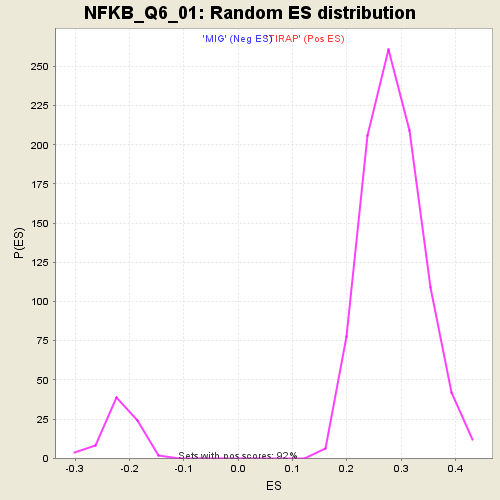 NFKB_Q6_01: Random ES distribution
'MIG' (Neg ES) 'TIRAP' (Pos ES)
250
225
200
175
150
125
100
75
50
25
0
P(ES)
Sets with pos scores: 92%
-0.3 -0.2 -0.1 0.0 0.1 0.2 0.3 0.4
ES